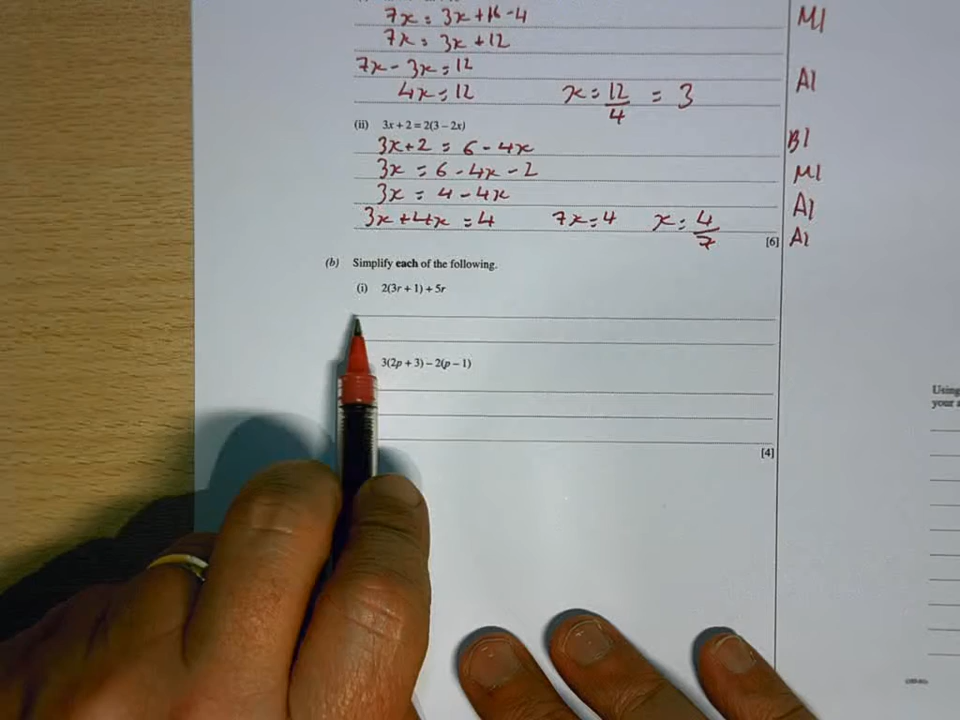 7x = 3x+16-4 M1
7x = 3x+12
7x - 3x = 12
4x = 12 x = 12/4 = 3 A1
(ii) 3x + 2 = 2(3 – 2x)
3x+2 = 6-4x B1
3x = 6-4x-2 M1
3x = 4-4x
3x+4x = 4 7x = 4 x = 4/7 A1
[6] A1
(b) Simplify each of the following.
(i) 2(3r + 1) + 5r
3(2p + 3) – 2(p – 1)
[4]
Using
your